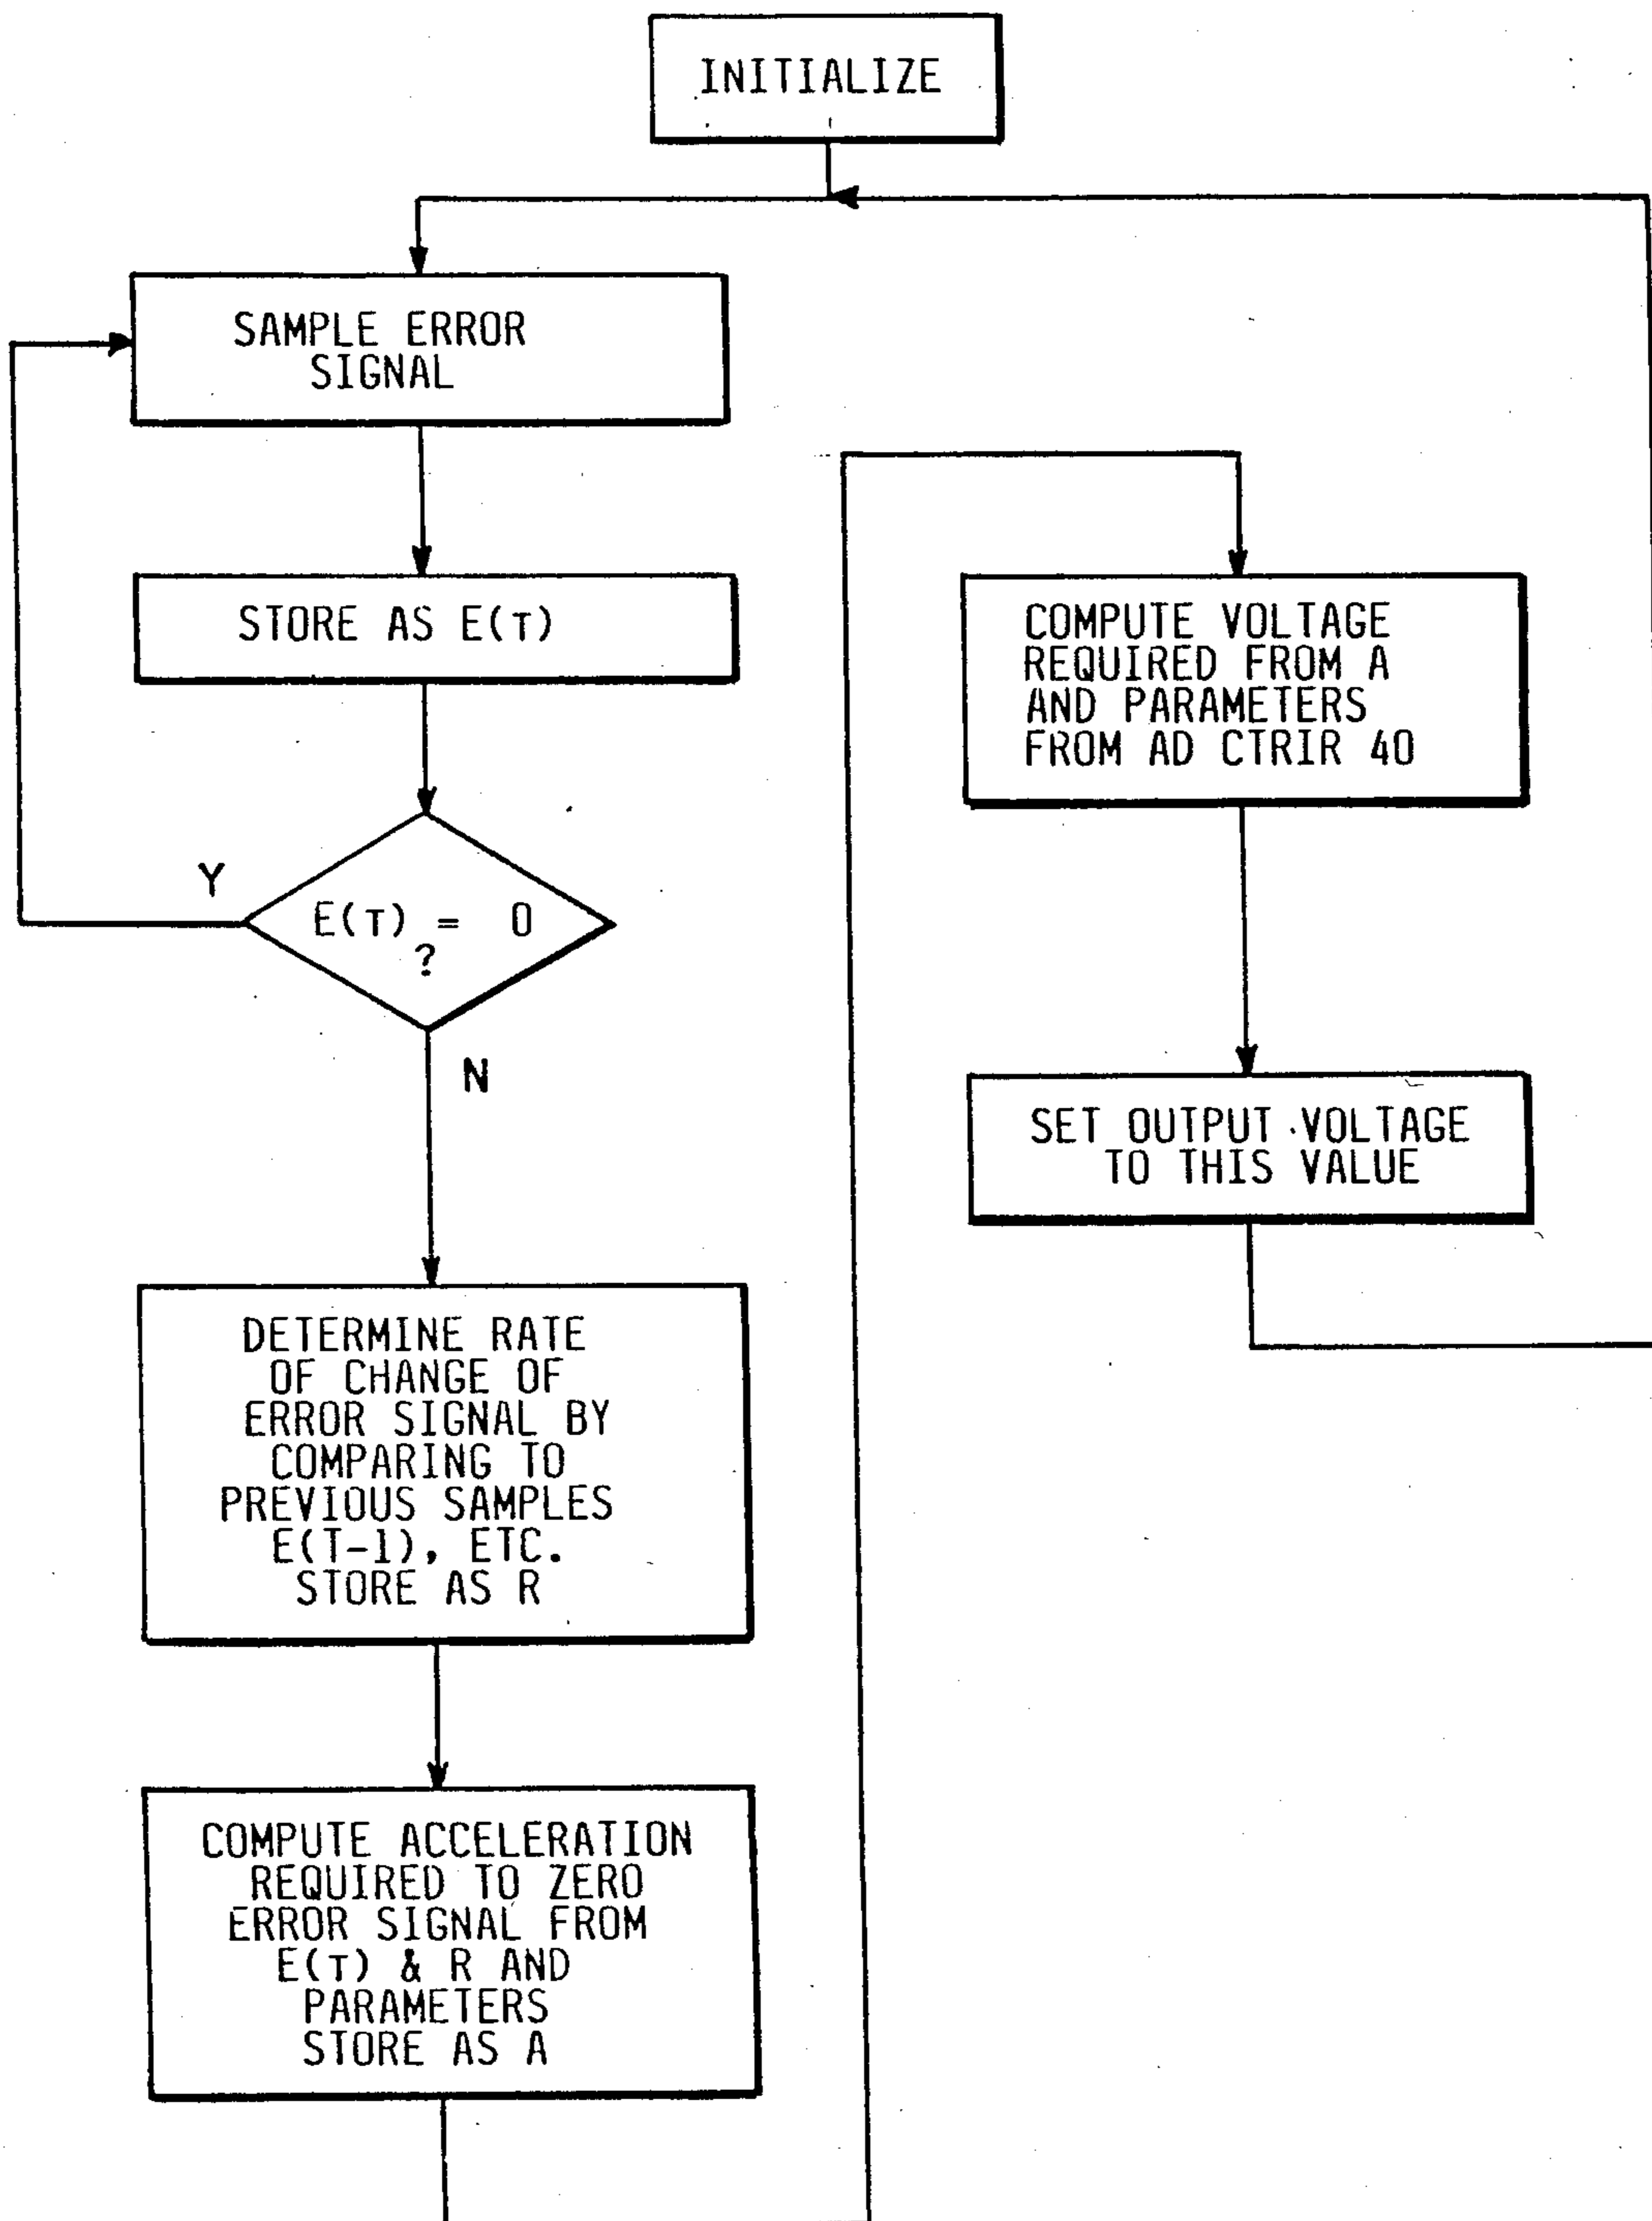 INITIALIZE
SAMPLE ERROR
SIGNAL
STORE AS E(T)
Y
E(T) = 0
?
N
DETERMINE RATE
OF CHANGE OF
ERROR SIGNAL BY
COMPARING TO
PREVIOUS SAMPLES
E(T-1), ETC.
STORE AS R
COMPUTE ACCELERATION
REQUIRED TO ZERO
ERROR SIGNAL FROM
E(T) & R AND
PARAMETERS
STORE AS A
COMPUTE VOLTAGE
REQUIRED FROM A
AND PARAMETERS
FROM AD CTRIR 40
SET OUTPUT VOLTAGE
TO THIS VALUE